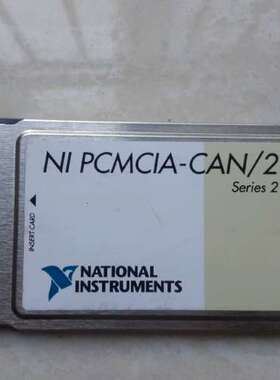 NI PCMCIA-CAN/2
Series 2
INSERT CARD
NATIONAL
INSTRUMENTS